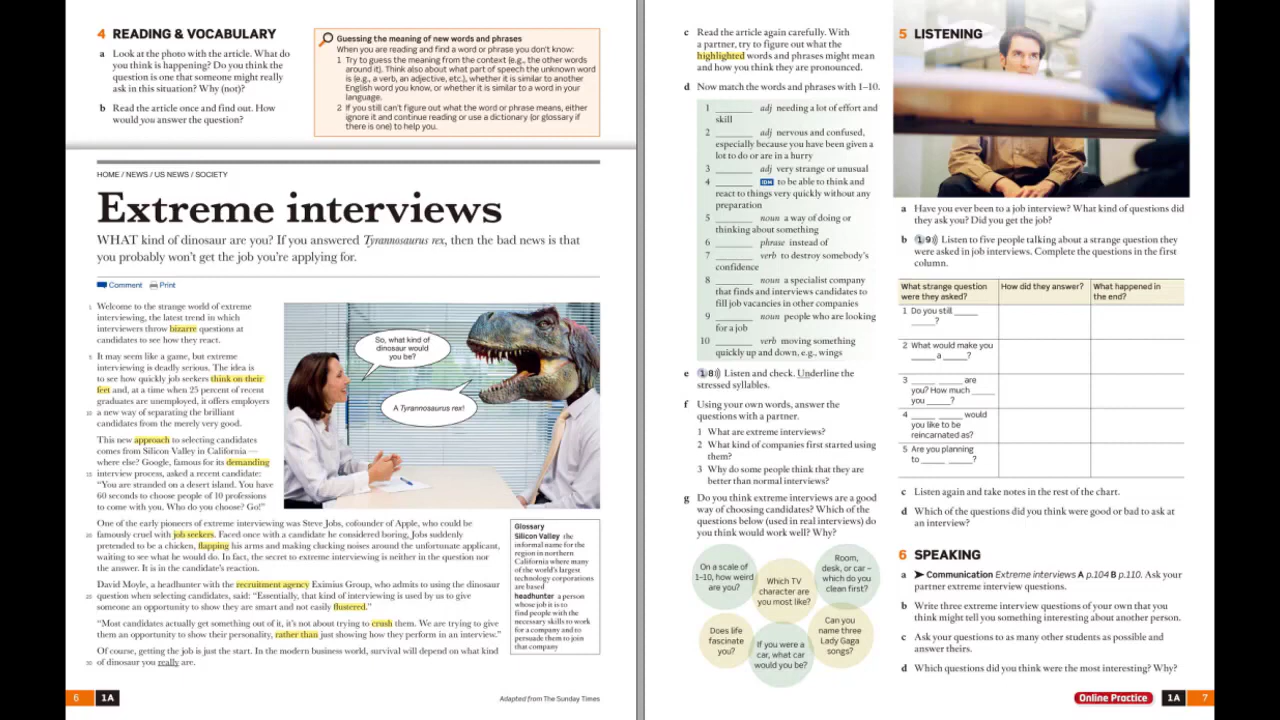 4 READING & VOCABULARY
a Look at the photo with the article. What do
you think is happening? Do you think the
question is one that someone might really
ask in this situation? Why (not)?
b Read the article once and find out. How
would you answer the question?
Guessing the meaning of new words and phrases
When you are reading and find a word or phrase you don't know:
1 Try to guess the meaning from the context (e.g., the other words
around it). Think also about what part of speech the unknown word
is (e.g., a verb, an adjective, etc.), whether it is similar to another
English word you know, or whether it is similar to a word in your
language.
2 If you still can't figure out what the word or phrase means, either
ignore it and continue reading or use a dictionary (or glossary if
there is one) to help you.
HOME / NEWS / US NEWS / SOCIETY
Extreme interviews
WHAT kind of dinosaur are you? If you answered Tyrannosaurus rex, then the bad news is that
you probably won't get the job you're applying for.
Comment Print
1 Welcome to the strange world of extreme
interviewing, the latest trend in which
interviewers throw bizarre questions at
candidates to see how they react.
5 It may seem like a game, but extreme
interviewing is deadly serious. The idea is
to see how quickly job seekers think on their
feet and, at a time when 25 percent of recent
graduates are unemployed, it offers employers
10 a new way of separating the brilliant
candidates from the merely very good.
This new approach to selecting candidates
comes from Silicon Valley in California —
where else? Google, famous for its demanding
15 interview process, asked a recent candidate:
"You are stranded on a desert island. You have
60 seconds to choose people of 10 professions
to come with you. Who do you choose? Go!"
So, what kind of
dinosaur would
you be?
A Tyrannosaurus rex!
One of the early pioneers of extreme interviewing was Steve Jobs, cofounder of Apple, who could be
20 famously cruel with job seekers. Faced once with a candidate he considered boring, Jobs suddenly
pretended to be a chicken, flapping his arms and making clucking noises around the unfortunate applicant,
waiting to see what he would do. In fact, the secret to extreme interviewing is neither in the question nor
the answer. It is in the candidate's reaction.
David Moyle, a headhunter with the recruitment agency Eximius Group, who admits to using the dinosaur
25 question when selecting candidates, said: "Essentially, that kind of interviewing is used by us to give
someone an opportunity to show they are smart and not easily flustered."
"Most candidates actually get something out of it, it's not about trying to crush them. We are trying to give
them an opportunity to show their personality, rather than just showing how they perform in an interview."
Of course, getting the job is just the start. In the modern business world, survival will depend on what kind
30 of dinosaur you really are.
Glossary
Silicon Valley the
informal name for the
region in northern
California where many
of the world's largest
technology corporations
are based
headhunter a person
whose job it is to
find people with the
necessary skills to work
for a company and to
persuade them to join
that company
6 1A
Adapted from The Sunday Times
c Read the article again carefully. With
a partner, try to figure out what the
highlighted words and phrases might mean
and how you think they are pronounced.
d Now match the words and phrases with 1–10.
1 ________ adj needing a lot of effort and
skill
2 ________ adj nervous and confused,
especially because you have been given a
lot to do or are in a hurry
3 ________ adj very strange or unusual
4 ________ IDM to be able to think and
react to things very quickly without any
preparation
5 ________ noun a way of doing or
thinking about something
6 ________ phrase instead of
7 ________ verb to destroy somebody's
confidence
8 ________ noun a specialist company
that finds and interviews candidates to
fill job vacancies in other companies
9 ________ noun people who are looking
for a job
10 ________ verb moving something
quickly up and down, e.g., wings
e 1 8 Listen and check. Underline the
stressed syllables.
f Using your own words, answer the
questions with a partner.
1 What are extreme interviews?
2 What kind of companies first started using
them?
3 Why do some people think that they are
better than normal interviews?
g Do you think extreme interviews are a good
way of choosing candidates? Which of the
questions below (used in real interviews) do
you think would work well? Why?
On a scale of
1–10, how weird
are you?
Which TV
character are
you most like?
Room,
desk, or car –
which do you
clean first?
Does life
fascinate
you?
If you were a
car, what car
would you be?
Can you
name three
Lady Gaga
songs?
5 LISTENING
a Have you ever been to a job interview? What kind of questions did
they ask you? Did you get the job?
b 1 9 Listen to five people talking about a strange question they
were asked in job interviews. Complete the questions in the first
column.
What strange question
were they asked?
How did they answer?
What happened in
the end?
1 Do you still _____
_____?
2 What would make you
_____ a _____?
3 _____ _____ are
you? How much _____
you _____?
4 _____ _____ would
you like to be
reincarnated as?
5 Are you planning
to _____ _____?
c Listen again and take notes in the rest of the chart.
d Which of the questions did you think were good or bad to ask at
an interview?
6 SPEAKING
a Communication Extreme interviews A p.104 B p.110. Ask your
partner extreme interview questions.
b Write three extreme interview questions of your own that you
think might tell you something interesting about another person.
c Ask your questions to as many other students as possible and
answer theirs.
d Which questions did you think were the most interesting? Why?
Online Practice 1A 7